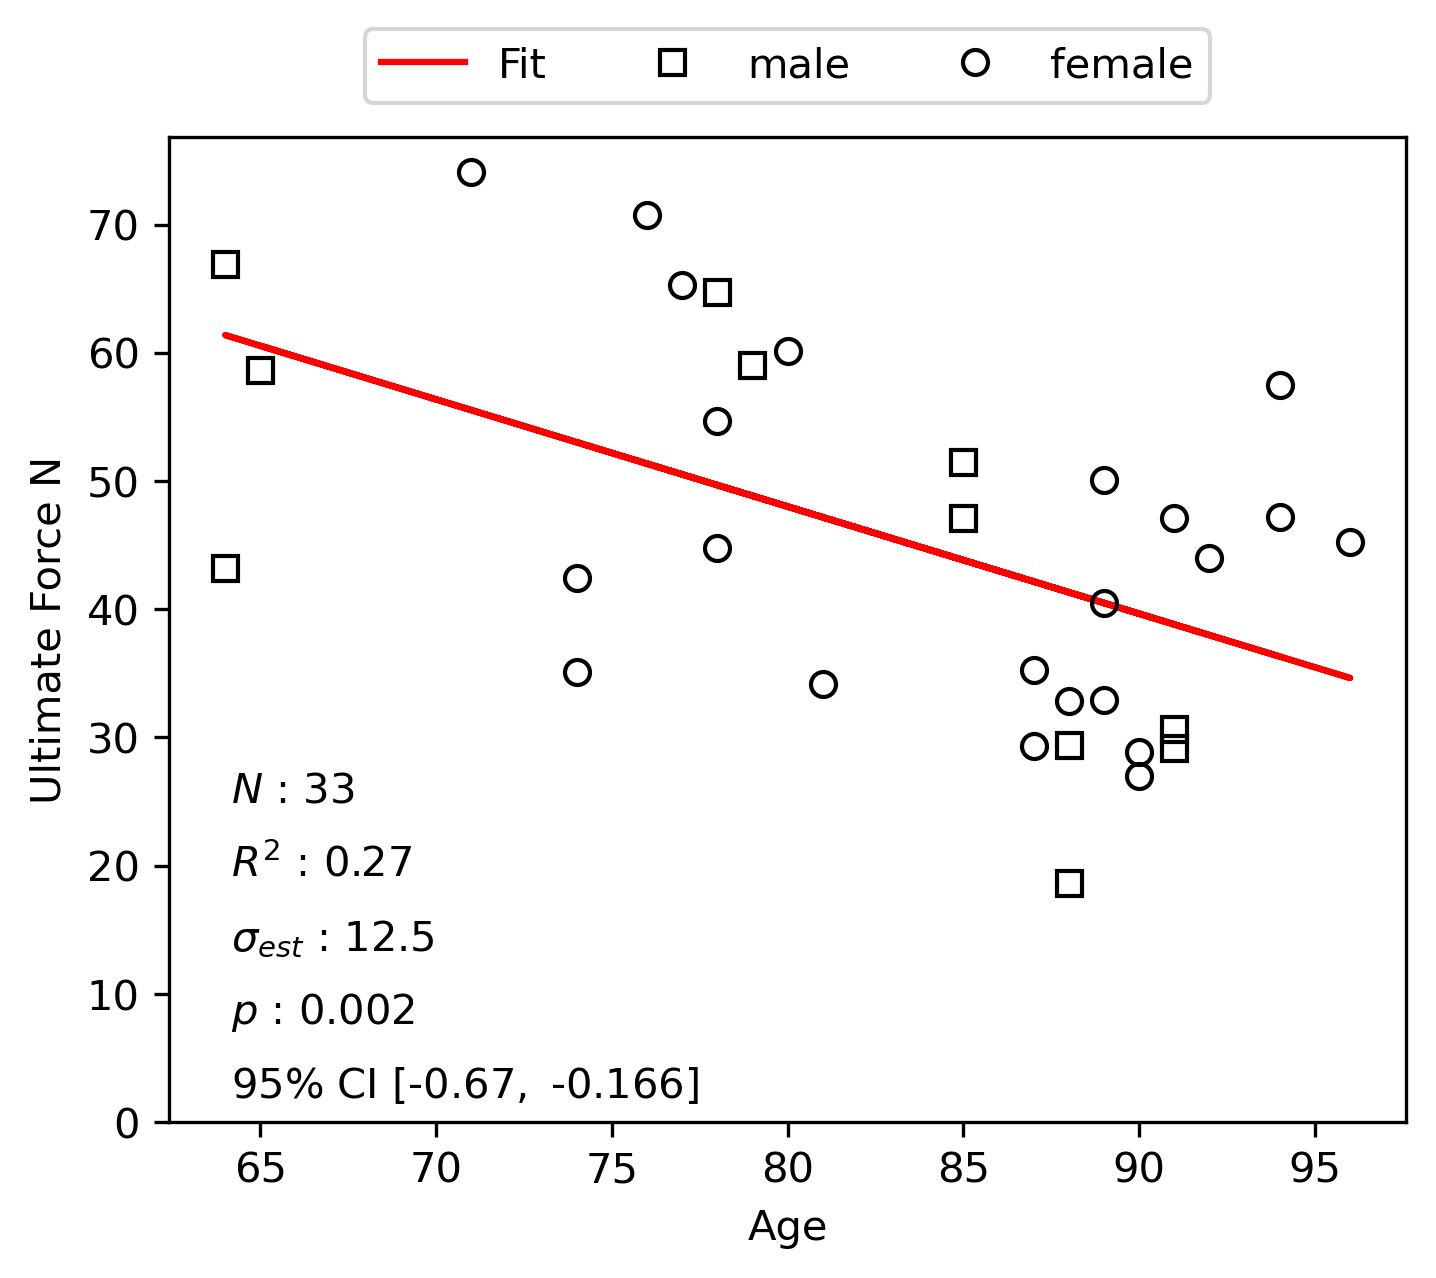 Fit male female
70
60
50
40
30
20
10
0
Ultimate Force N
N : 33
R² : 0.27
σest : 12.5
p : 0.002
95% CI [-0.67, -0.166]
65 70 75 80 85 90 95
Age